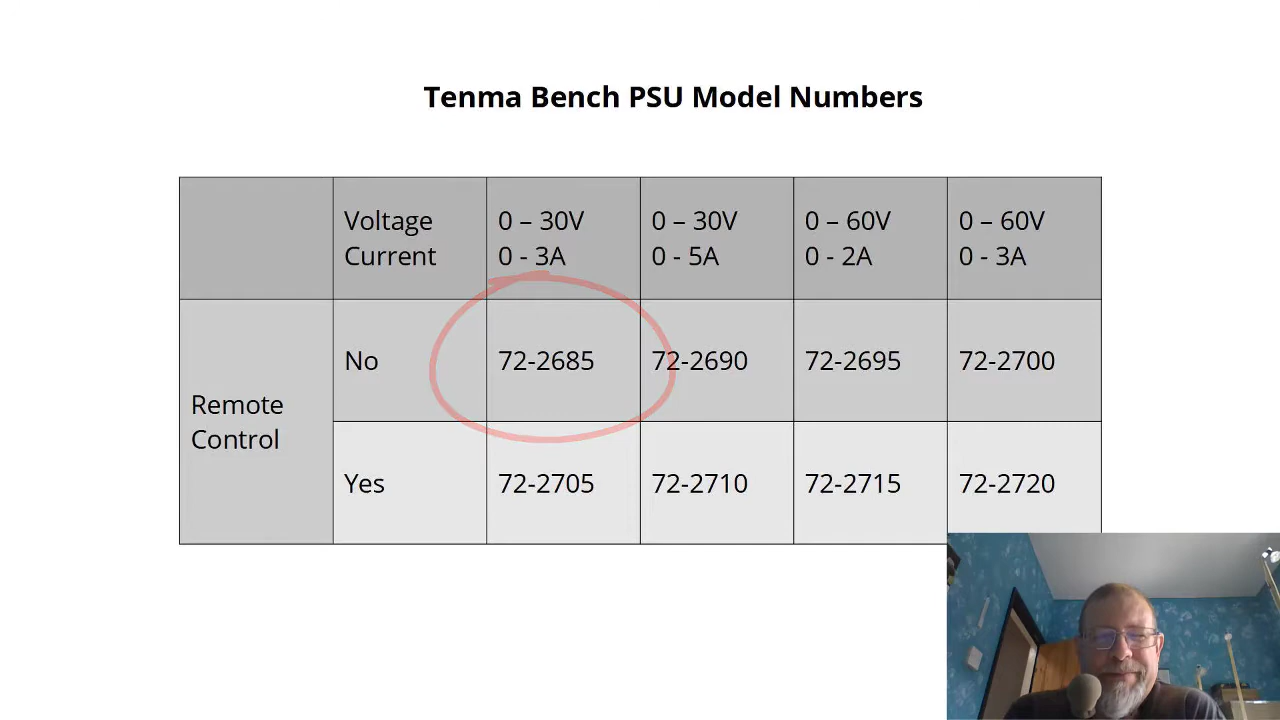 Tenma Bench PSU Model Numbers
Voltage
Current
0 – 30V
0 - 3A
0 – 30V
0 - 5A
0 – 60V
0 - 2A
0 – 60V
0 - 3A
Remote
Control
No
72-2685
72-2690
72-2695
72-2700
Yes
72-2705
72-2710
72-2715
72-2720